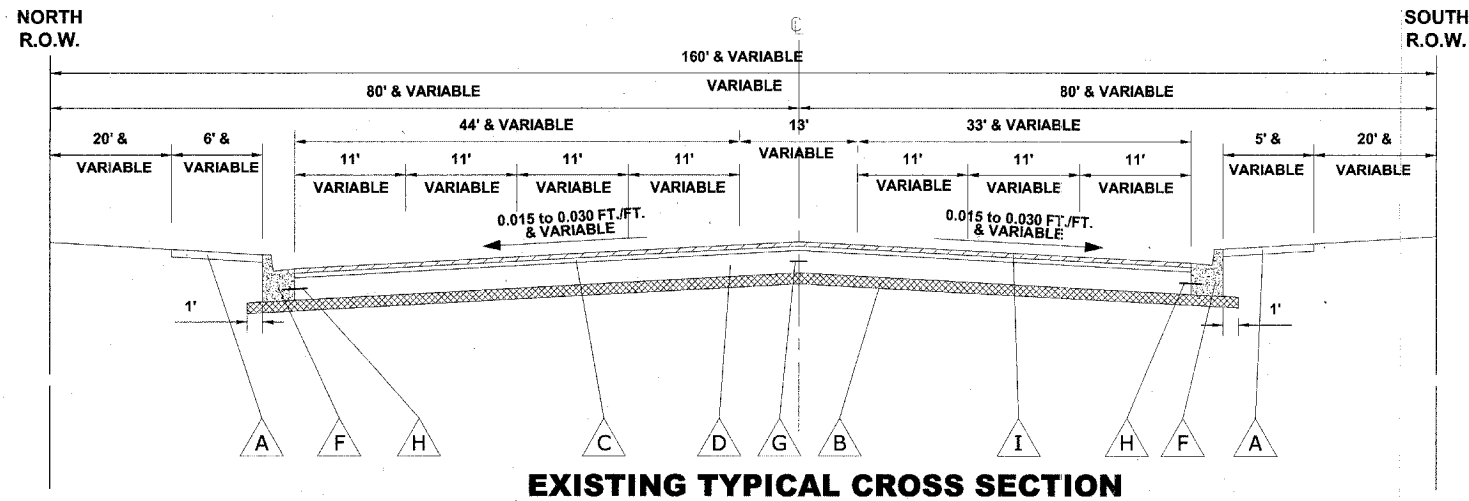 NORTH
R.O.W.
SOUTH
R.O.W.
℄
160' & VARIABLE
VARIABLE
80' & VARIABLE
80' & VARIABLE
20' &
VARIABLE
6' &
VARIABLE
44' & VARIABLE
13'
VARIABLE
33' & VARIABLE
5' &
VARIABLE
20' &
VARIABLE
11'
VARIABLE
11'
VARIABLE
11'
VARIABLE
11'
VARIABLE
11'
VARIABLE
11'
VARIABLE
11'
VARIABLE
0.015 to 0.030 FT./FT.
& VARIABLE
0.015 to 0.030 FT./FT.
& VARIABLE
1'
1'
A F H C D G B I H F A
EXISTING TYPICAL CROSS SECTION